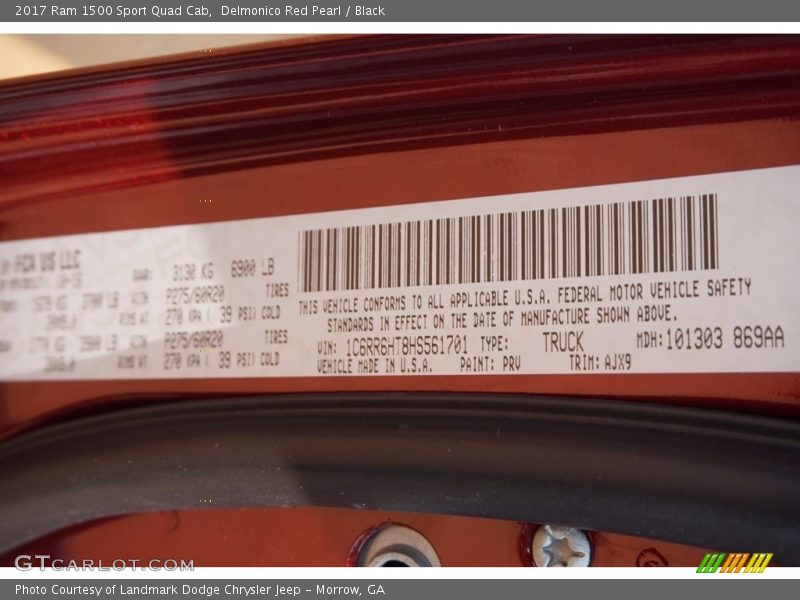 2017 Ram 1500 Sport Quad Cab,  Delmonico Red Pearl / Black
FCA US LLC
3130 KG 6900 LB
P275/60R20 TIRES
270 KPA ( 39 PSI) COLD
P275/60R20 TIRES
270 KPA ( 39 PSI) COLD
THIS VEHICLE CONFORMS TO ALL APPLICABLE U.S.A. FEDERAL MOTOR VEHICLE SAFETY
STANDARDS IN EFFECT ON THE DATE OF MANUFACTURE SHOWN ABOVE.
VIN: 1C6RR6HT8HS561701 TYPE: TRUCK MDH:101303 869AA
VEHICLE MADE IN U.S.A. PAINT: PRV TRIM: AJX9
GTCARLOT.COM
Photo Courtesy of Landmark Dodge Chrysler Jeep – Morrow, GA